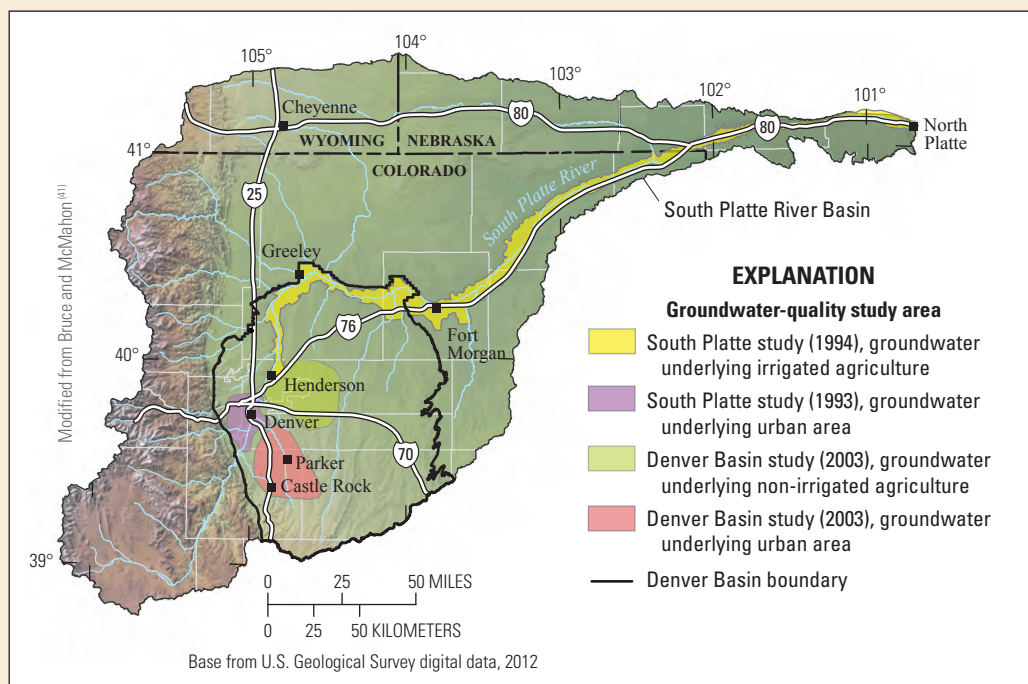 105°
104°
103°
102°
101°
Cheyenne
80
80
North
Platte
WYOMING
NEBRASKA
41°
COLORADO
25
South Platte River
South Platte River Basin
Modified from Bruce and McMahon (41)
Greeley
76
Fort
Morgan
40°
Henderson
Denver
70
Parker
Castle Rock
39°
0 25 50 MILES
0 25 50 KILOMETERS
Base from U.S. Geological Survey digital data, 2012
EXPLANATION
Groundwater-quality study area
South Platte study (1994), groundwater
underlying irrigated agriculture
South Platte study (1993), groundwater
underlying urban area
Denver Basin study (2003), groundwater
underlying non-irrigated agriculture
Denver Basin study (2003), groundwater
underlying urban area
Denver Basin boundary